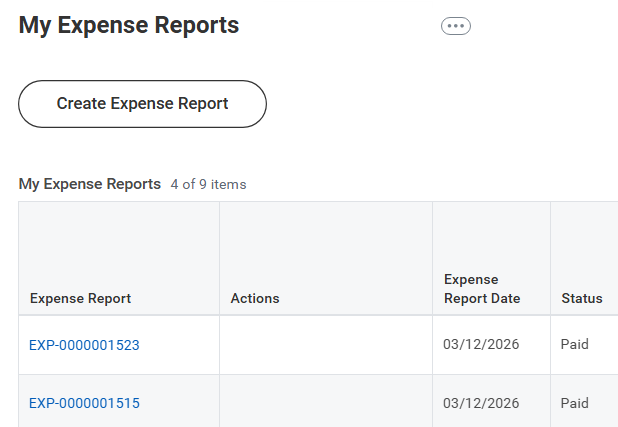 My Expense Reports
Create Expense Report
My Expense Reports 4 of 9 items
Expense Report Actions Expense Report Date Status
EXP-0000001523 03/12/2026 Paid
EXP-0000001515 03/12/2026 Paid